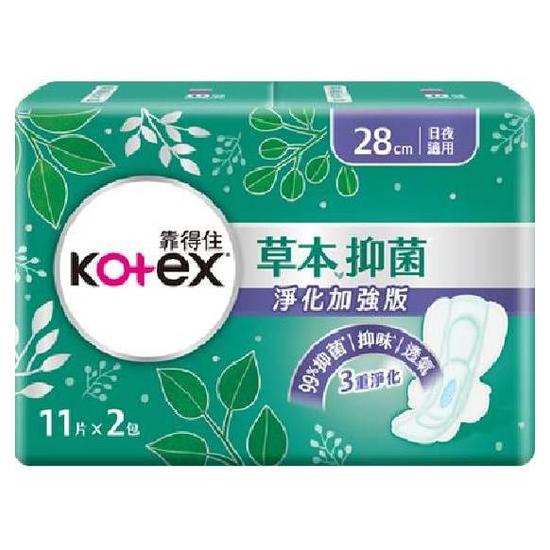 28cm
日夜
適用
靠得住
Kotex
草本抑菌
淨化加強版
99%抑菌*|抑味|透氣
3重淨化
11片x2包